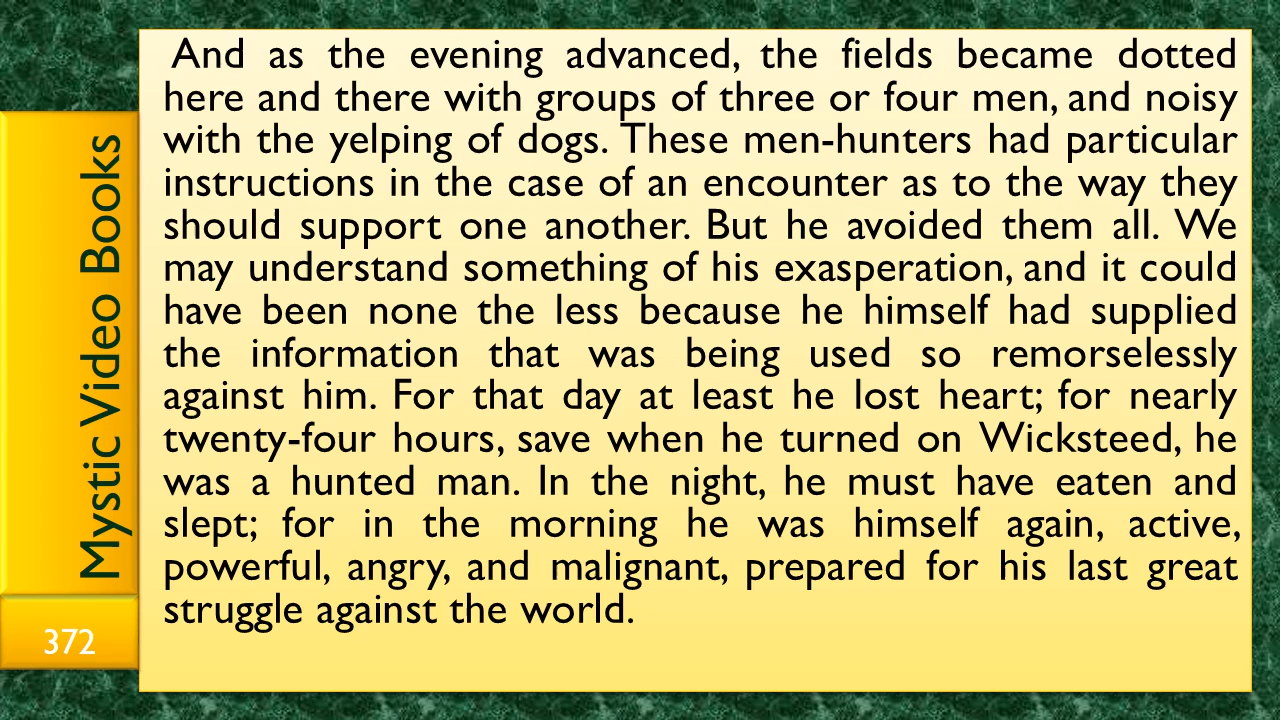 And as the evening advanced, the fields became dotted
here and there with groups of three or four men, and noisy
with the yelping of dogs. These men-hunters had particular
instructions in the case of an encounter as to the way they
should support one another. But he avoided them all. We
may understand something of his exasperation, and it could
have been none the less because he himself had supplied
the information that was being used so remorselessly
against him. For that day at least he lost heart; for nearly
twenty-four hours, save when he turned on Wicksteed, he
was a hunted man. In the night, he must have eaten and
slept; for in the morning he was himself again, active,
powerful, angry, and malignant, prepared for his last great
struggle against the world.
Mystic Video Books
372